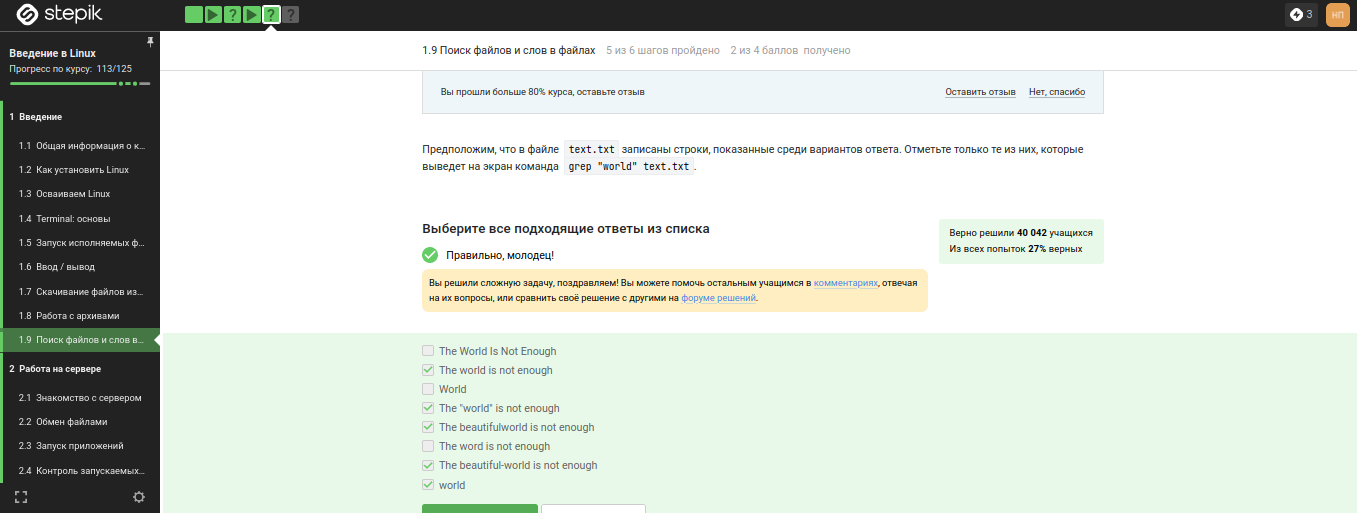 stepik
3
НП
Введение в Linux
Прогресс по курсу: 113/125
1 Введение
1.1 Общая информация о к...
1.2 Как установить Linux
1.3 Осваиваем Linux
1.4 Terminal: основы
1.5 Запуск исполняемых ф...
1.6 Ввод / вывод
1.7 Скачивание файлов из...
1.8 Работа с архивами
1.9 Поиск файлов и слов в...
2 Работа на сервере
2.1 Знакомство с сервером
2.2 Обмен файлами
2.3 Запуск приложений
2.4 Контроль запускаемых...
1.9 Поиск файлов и слов в файлах 5 из 6 шагов пройдено 2 из 4 баллов получено
Вы прошли больше 80% курса, оставьте отзыв
Оставить отзыв Нет, спасибо
Предположим, что в файле text.txt записаны строки, показанные среди вариантов ответа. Отметьте только те из них, которые
выведет на экран команда grep "world" text.txt.
Выберите все подходящие ответы из списка
Верно решили 40 042 учащихся
Из всех попыток 27% верных
Правильно, молодец!
Вы решили сложную задачу, поздравляем! Вы можете помочь остальным учащимся в комментариях, отвечая
на их вопросы, или сравнить своё решение с другими на форуме решений.
The World Is Not Enough
The world is not enough
World
The "world" is not enough
The beautifulworld is not enough
The word is not enough
The beautiful-world is not enough
world